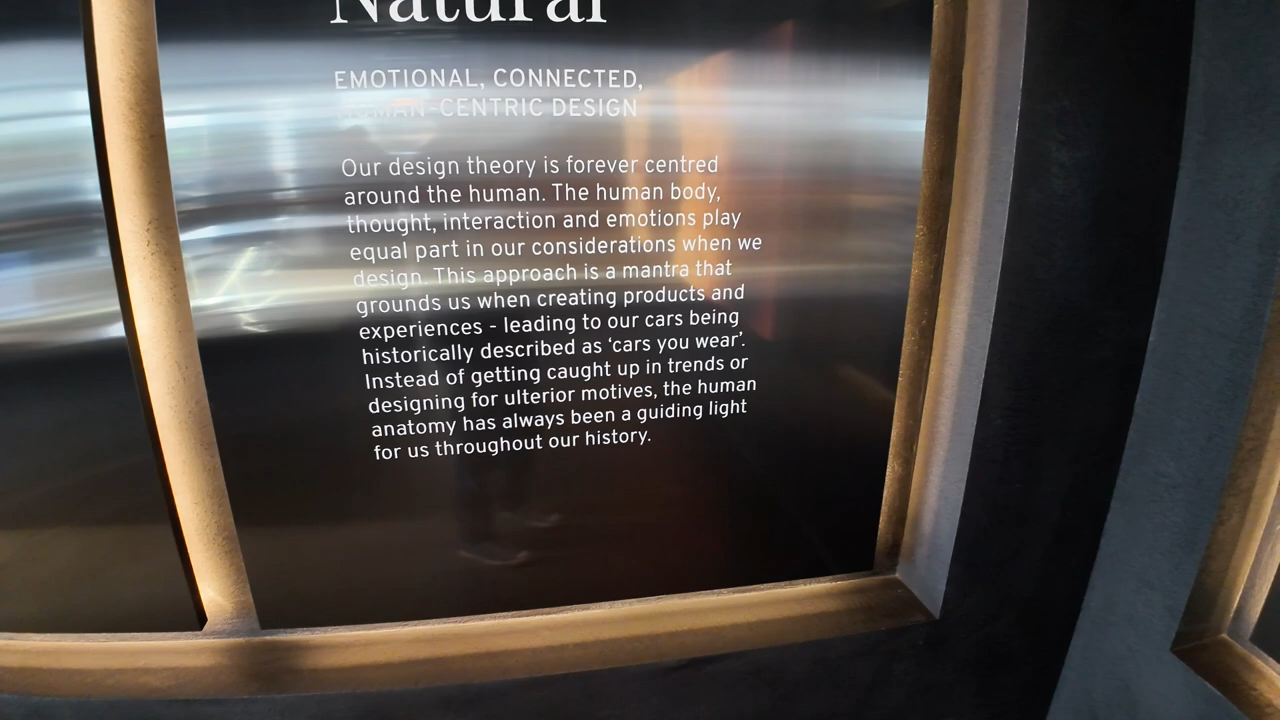 Natural
EMOTIONAL, CONNECTED,
HUMAN-CENTRIC DESIGN
Our design theory is forever centred
around the human. The human body,
thought, interaction and emotions play
equal part in our considerations when we
design. This approach is a mantra that
grounds us when creating products and
experiences - leading to our cars being
historically described as ‘cars you wear’.
Instead of getting caught up in trends or
designing for ulterior motives, the human
anatomy has always been a guiding light
for us throughout our history.